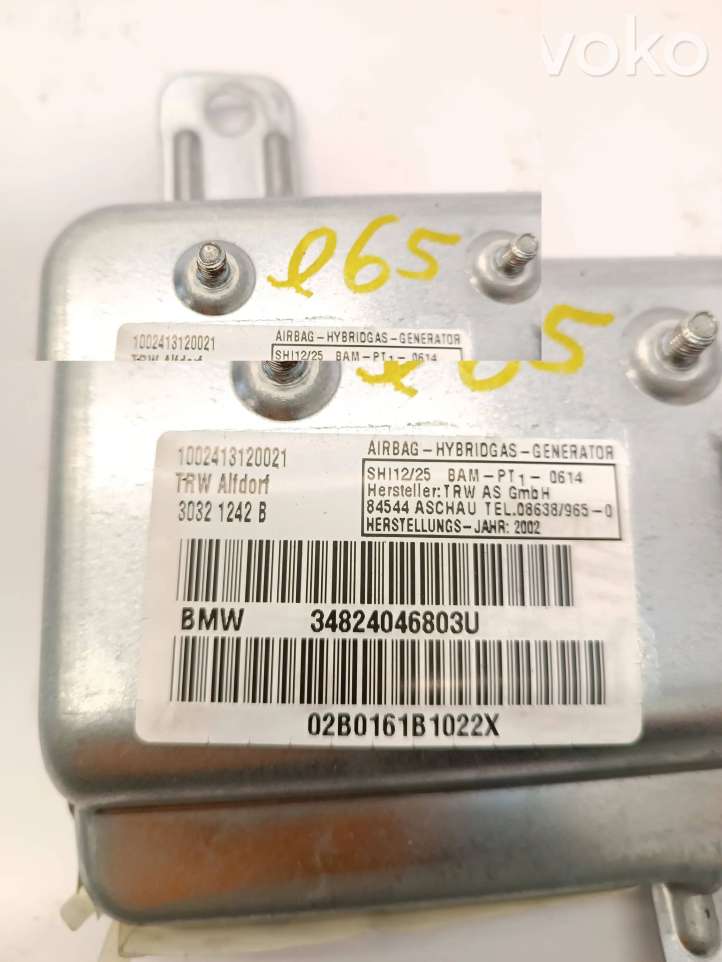 voko
e65
1002413120021
AIRBAG-HYBRIDGAS-GENERATOR
TRW Alfdorf
SHI12/25 BAM-PT1-0614
e65
1002413120021
AIRBAG-HYBRIDGAS-GENERATOR
TRW Alfdorf
SHI12/25 BAM-PT1-0614
Hersteller:TRW AS GmbH
3032 1242 B
84544 ASCHAU TEL.08638/965-0
HERSTELLUNGS-JAHR: 2002
BMW 34824046803U
02B0161B1022X